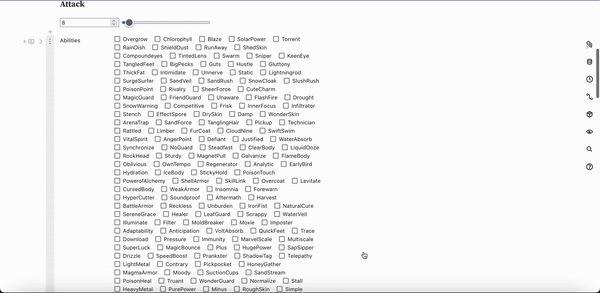 Attack
8
Abilities
Overgrow Chlorophyll Blaze SolarPower Torrent
RainDish ShieldDust RunAway ShedSkin
Compoundeyes TintedLens Swarm Sniper KeenEye
TangledFeet BigPecks Guts Hustle Gluttony
ThickFat Intimidate Unnerve Static Lightningrod
SurgeSurfer SandVeil SandRush SnowCloak SlushRush
PoisonPoint Rivalry SheerForce CuteCharm
MagicGuard FriendGuard Unaware FlashFire Drought
SnowWarning Competitive Frisk InnerFocus Infiltrator
Stench EffectSpore DrySkin Damp WonderSkin
ArenaTrap SandForce TanglingHair Pickup Technician
Rattled Limber FurCoat CloudNine SwiftSwim
VitalSpirit AngerPoint Defiant Justified WaterAbsorb
Synchronize NoGuard Steadfast ClearBody LiquidOoze
RockHead Sturdy MagnetPull Galvanize FlameBody
Oblivious OwnTempo Regenerator Analytic EarlyBird
Hydration IceBody StickyHold PoisonTouch
PowerofAlchemy ShellArmor SkillLink Overcoat Levitate
CursedBody WeakArmor Insomnia Forewarn
HyperCutter Soundproof Aftermath Harvest
BattleArmor Reckless Unburden IronFist NaturalCure
SereneGrace Healer LeafGuard Scrappy WaterVeil
Illuminate Filter MoldBreaker Moxie Imposter
Adaptability Anticipation VoltAbsorb QuickFeet Trace
Download Pressure Immunity MarvelScale Multiscale
SuperLuck MagicBounce Plus HugePower SapSipper
Drizzle SpeedBoost Prankster ShadowTag Telepathy
LightMetal Contrary Pickpocket HoneyGather
MagmaArmor Moody SuctionCups SandStream
PoisonHeal Truant WonderGuard Normalize Stall
HeavyMetal PurePower Minus RoughSkin Simple